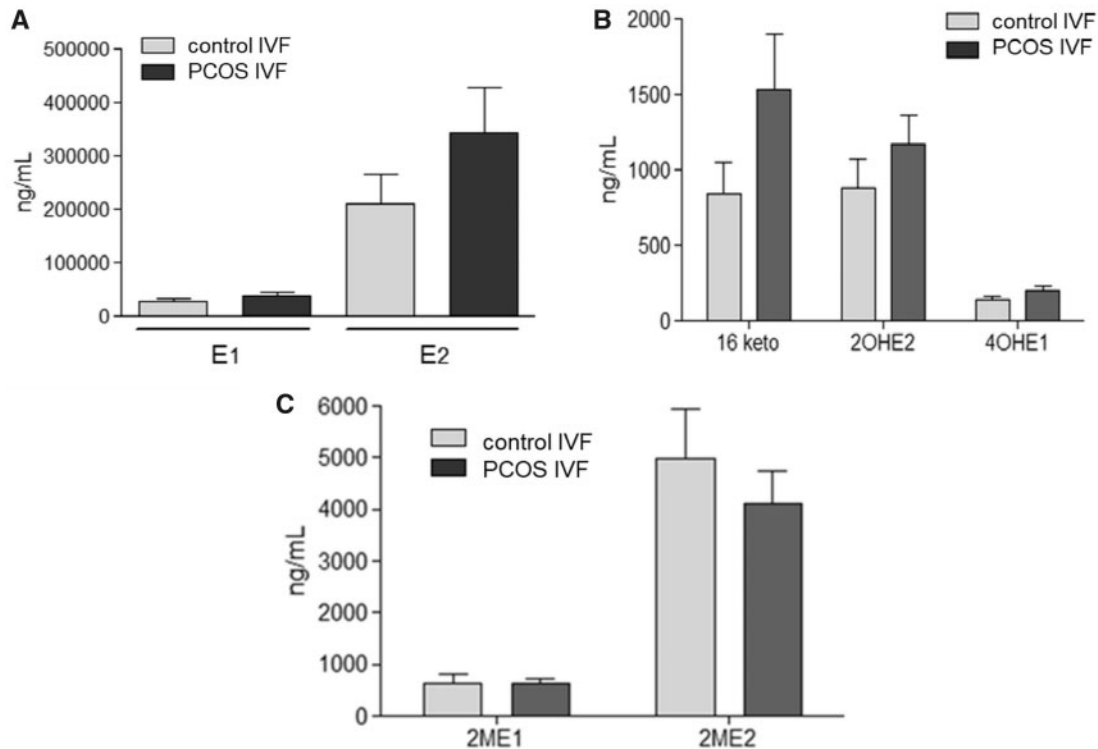 A
control IVF
PCOS IVF
500000
400000
300000
200000
100000
0
ng/mL
E1
E2
B
control IVF
PCOS IVF
2000
1500
1000
500
0
ng/mL
16 keto
2OHE2
4OHE1
C
control IVF
PCOS IVF
6000
5000
4000
3000
2000
1000
0
ng/mL
2ME1
2ME2